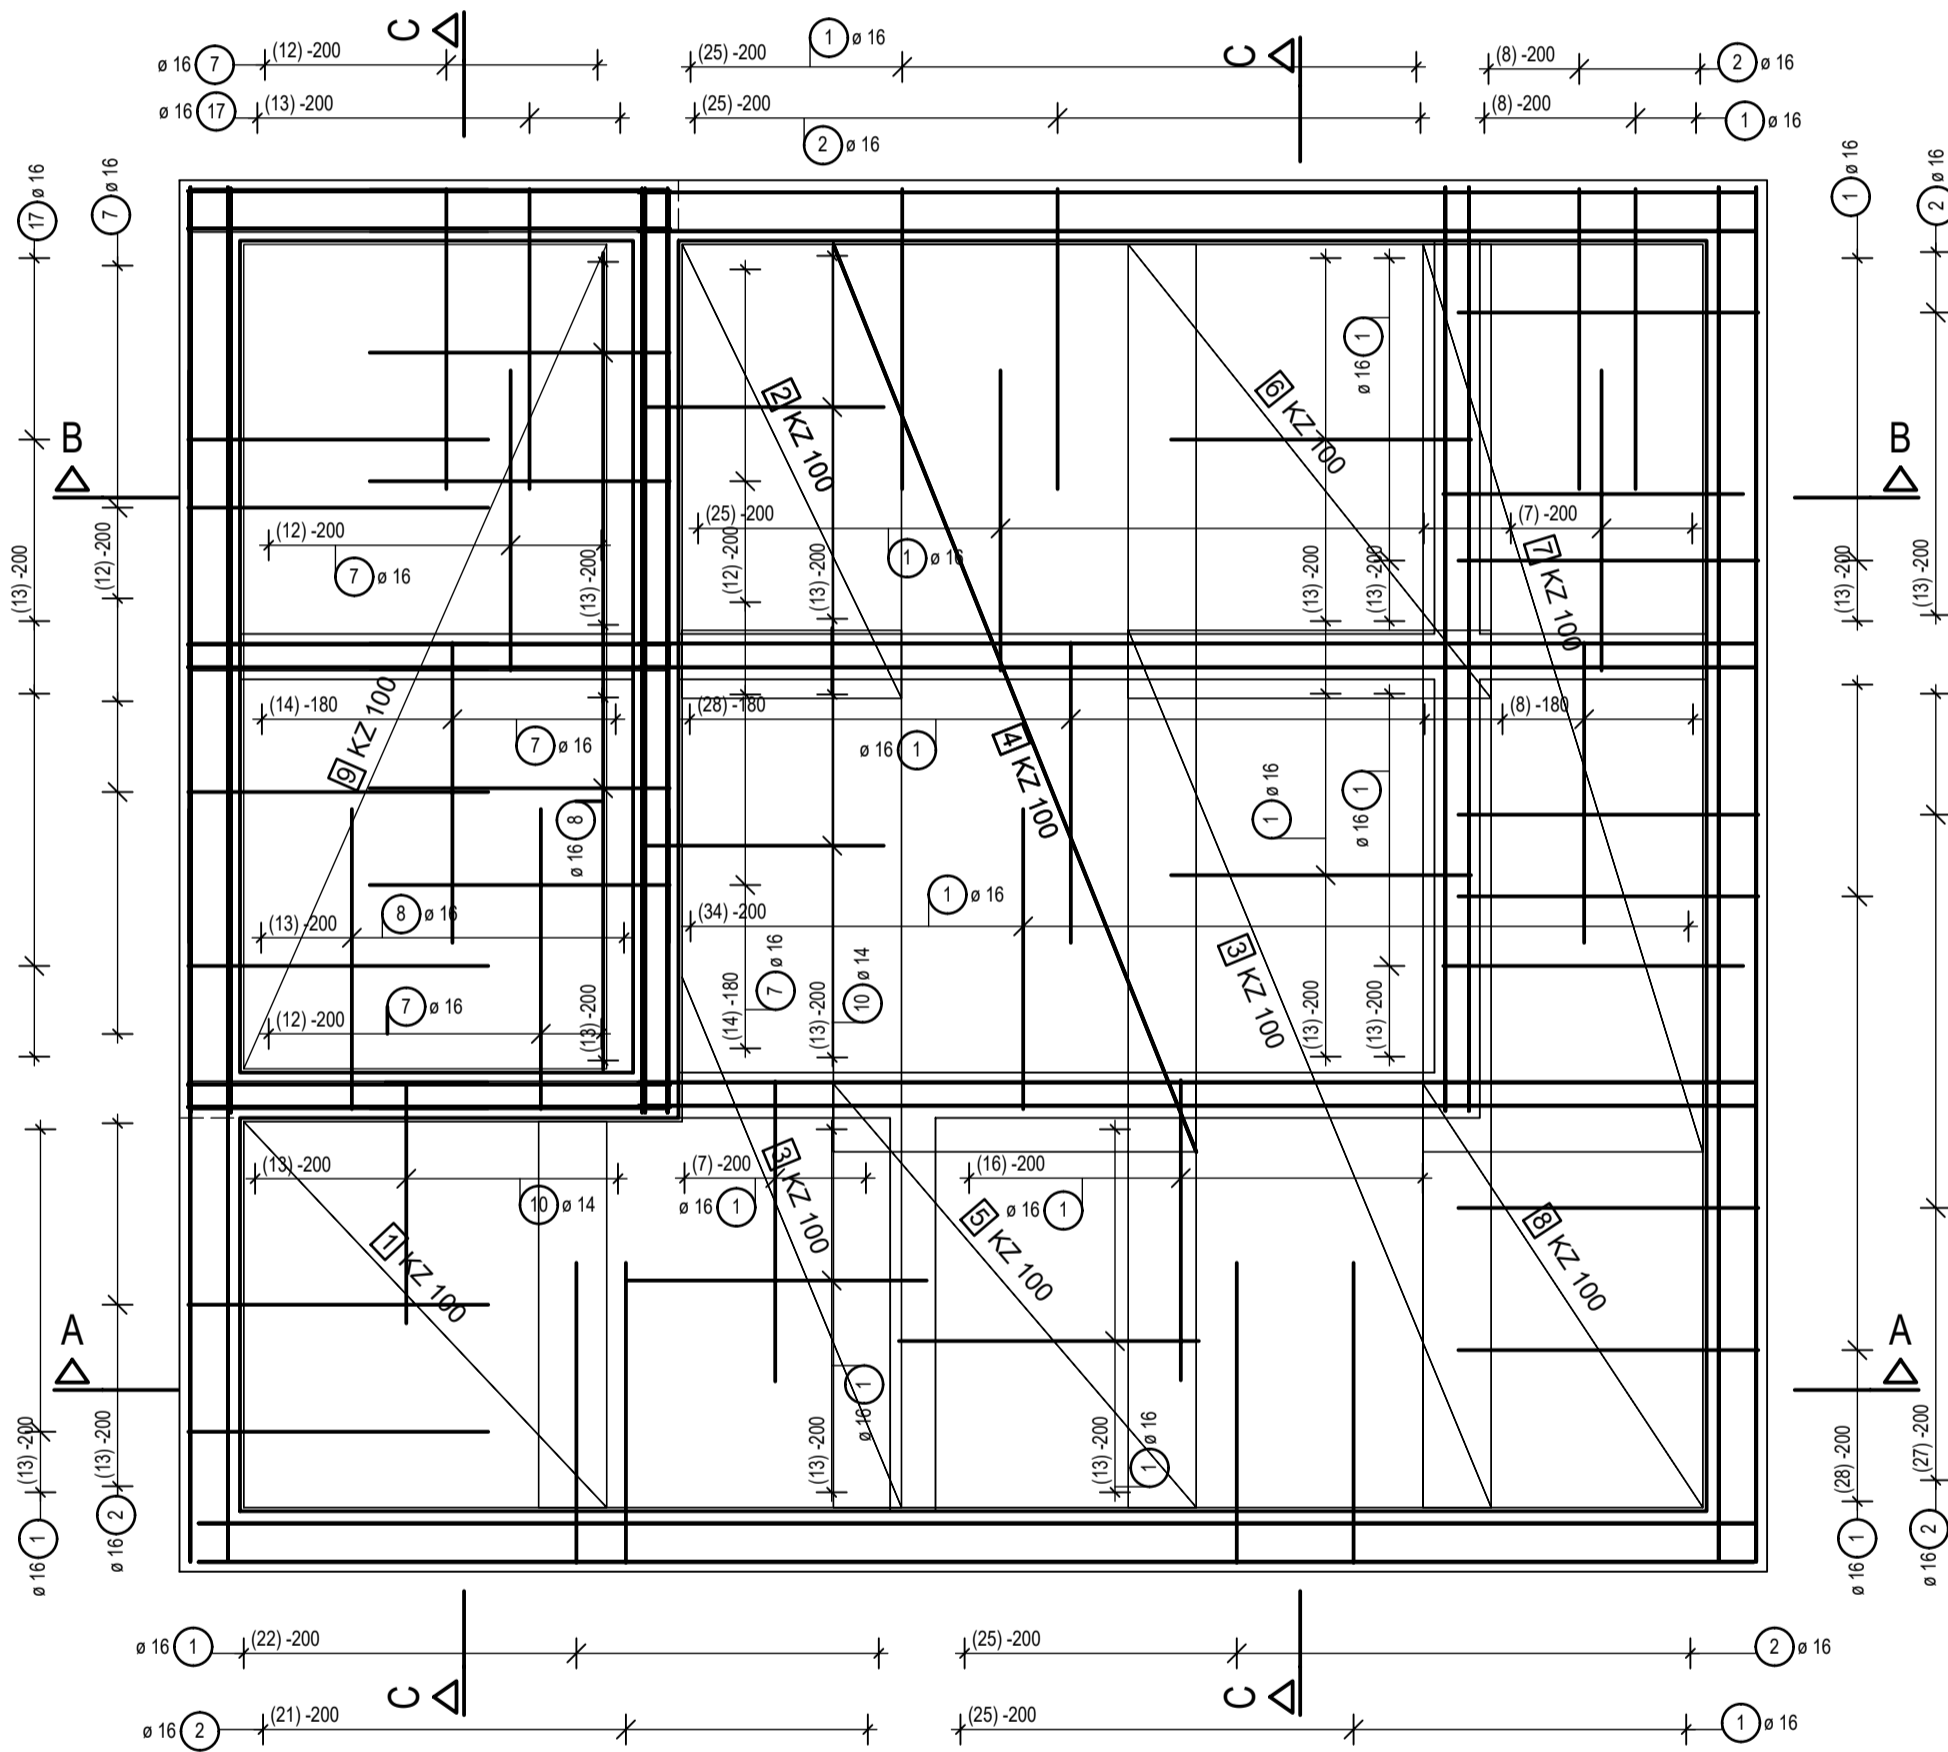 C
ø 16 7 (12) -200
(25) -200 1 ø 16
C
(8) -200 2 ø 16
ø 16 17 (13) -200
(25) -200
2 ø 16
(8) -200 1 ø 16
17 ø 16
7 ø 16
1 ø 16
2 ø 16
B
B
(13) -200
(12) -200
(13) -200
(13) -200
2 KZ 100
6 KZ 100
1 ø 16
(12) -200
7 ø 16
(13) -200
(25) -200
1 ø 16
(12) -200
(13) -200
(13) -200
(13) -200
(7) -200
7 KZ 100
9 KZ 100
(14) -180
7 ø 16
(28) -180
ø 16 1
4 KZ 100
(8) -180
8 ø 16
1 ø 16
1 ø 16
(13) -200
8 ø 16
(34) -200
1 ø 16
(12) -200
7 ø 16
(13) -200
(14) -180
7 ø 16
(13) -200
10 ø 14
3 KZ 100
(13) -200
(13) -200
(13) -200
10 ø 14
(7) -200
ø 16 1
3 KZ 100
(16) -200
ø 16 1
1 KZ 100
5 KZ 100
8 KZ 100
A
A
(13) -200
ø 16 1
(13) -200
ø 16 2
(13) -200
1 ø 16
(13) -200
1 ø 16
(28) -200
ø 16 1
(27) -200
ø 16 2
ø 16 1 (22) -200
(25) -200 2 ø 16
C
C
ø 16 2 (21) -200
(25) -200 1 ø 16